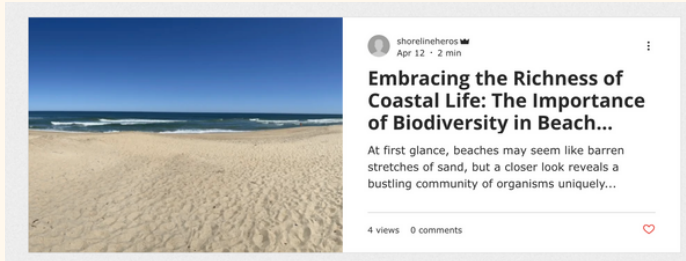 shorelineheros
Apr 12 · 2 min
Embracing the Richness of
Coastal Life: The Importance
of Biodiversity in Beach...
At first glance, beaches may seem like barren
stretches of sand, but a closer look reveals a
bustling community of organisms uniquely...
4 views 0 comments